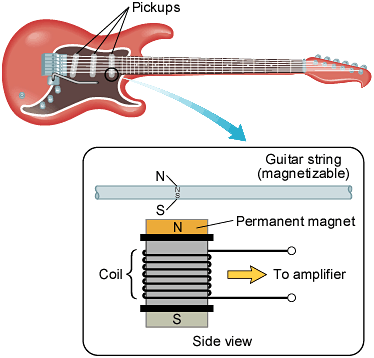 Pickups
Guitar string
(magnetizable)
N
N
S
S
Permanent magnet
N
Coil
To amplifier
S
Side view